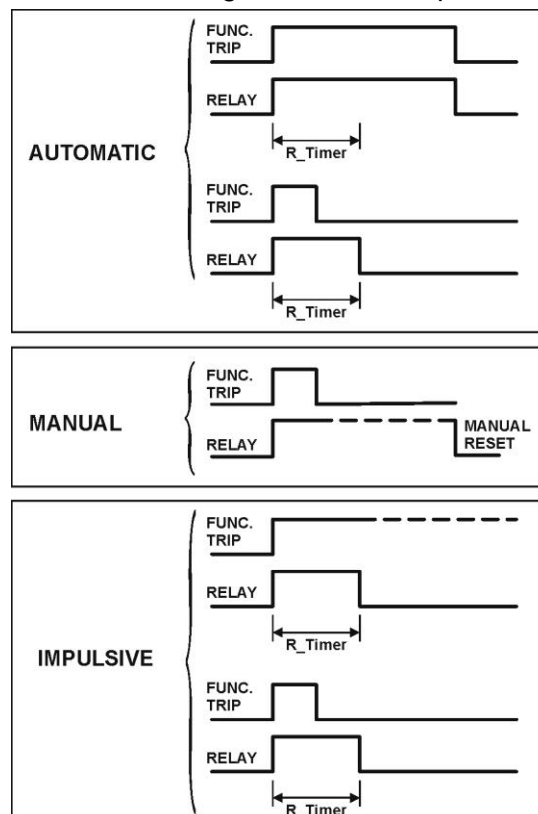 FUNC.
TRIP
RELAY
AUTOMATIC
R_Timer
FUNC.
TRIP
RELAY
R_Timer
FUNC.
TRIP
MANUAL
RELAY
MANUAL
RESET
FUNC.
TRIP
RELAY
R_Timer
IMPULSIVE
FUNC.
TRIP
RELAY
R_Timer